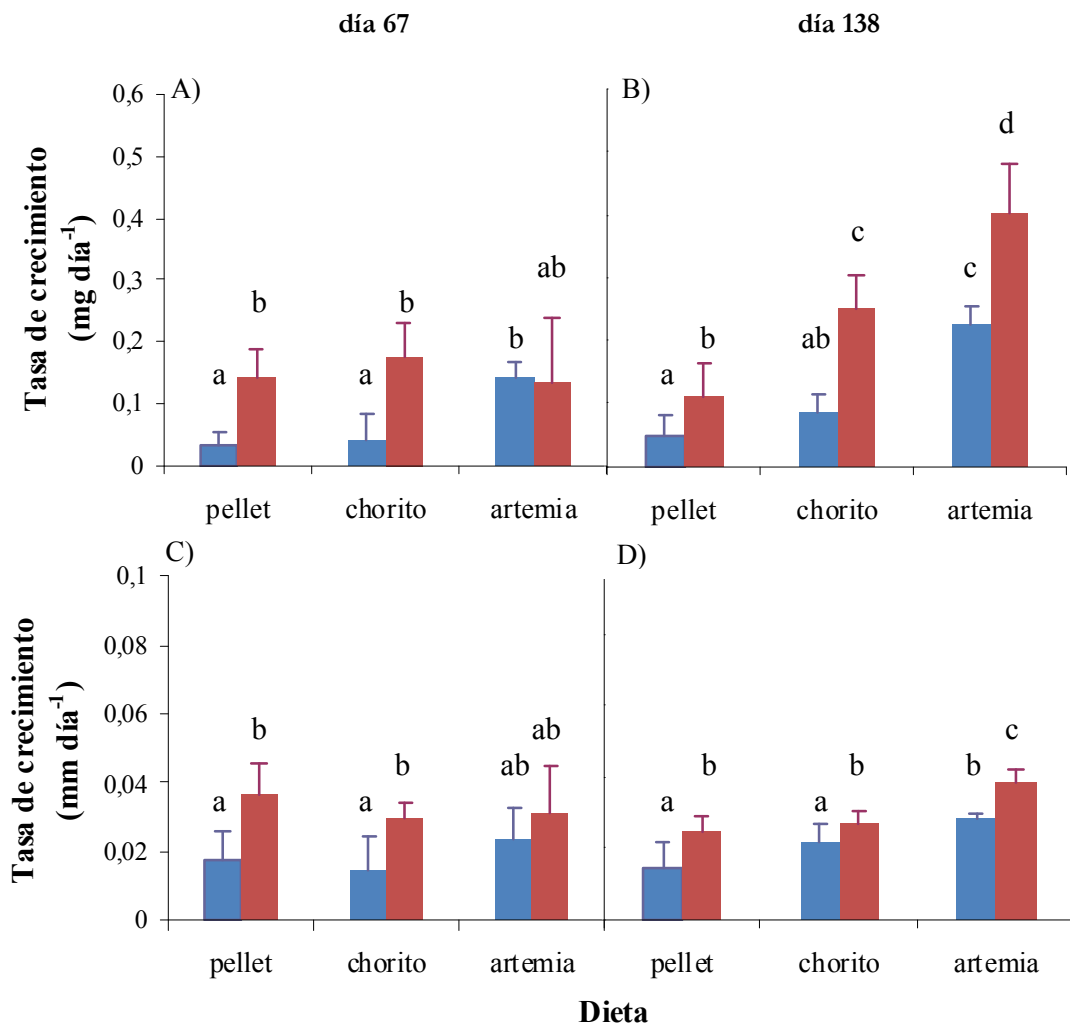 día 67
día 138
A)
B)
Tasa de crecimiento
(mg día⁻¹)
0,6
0,5
0,4
0,3
0,2
0,1
0
a
b
a
b
b
ab
a
b
ab
c
c
d
pellet
chorito
artemia
pellet
chorito
artemia
C)
D)
Tasa de crecimiento
(mm día⁻¹)
0,1
0,08
0,06
0,04
0,02
0
a
b
a
b
ab
ab
a
b
a
b
b
c
pellet
chorito
artemia
pellet
chorito
artemia
Dieta